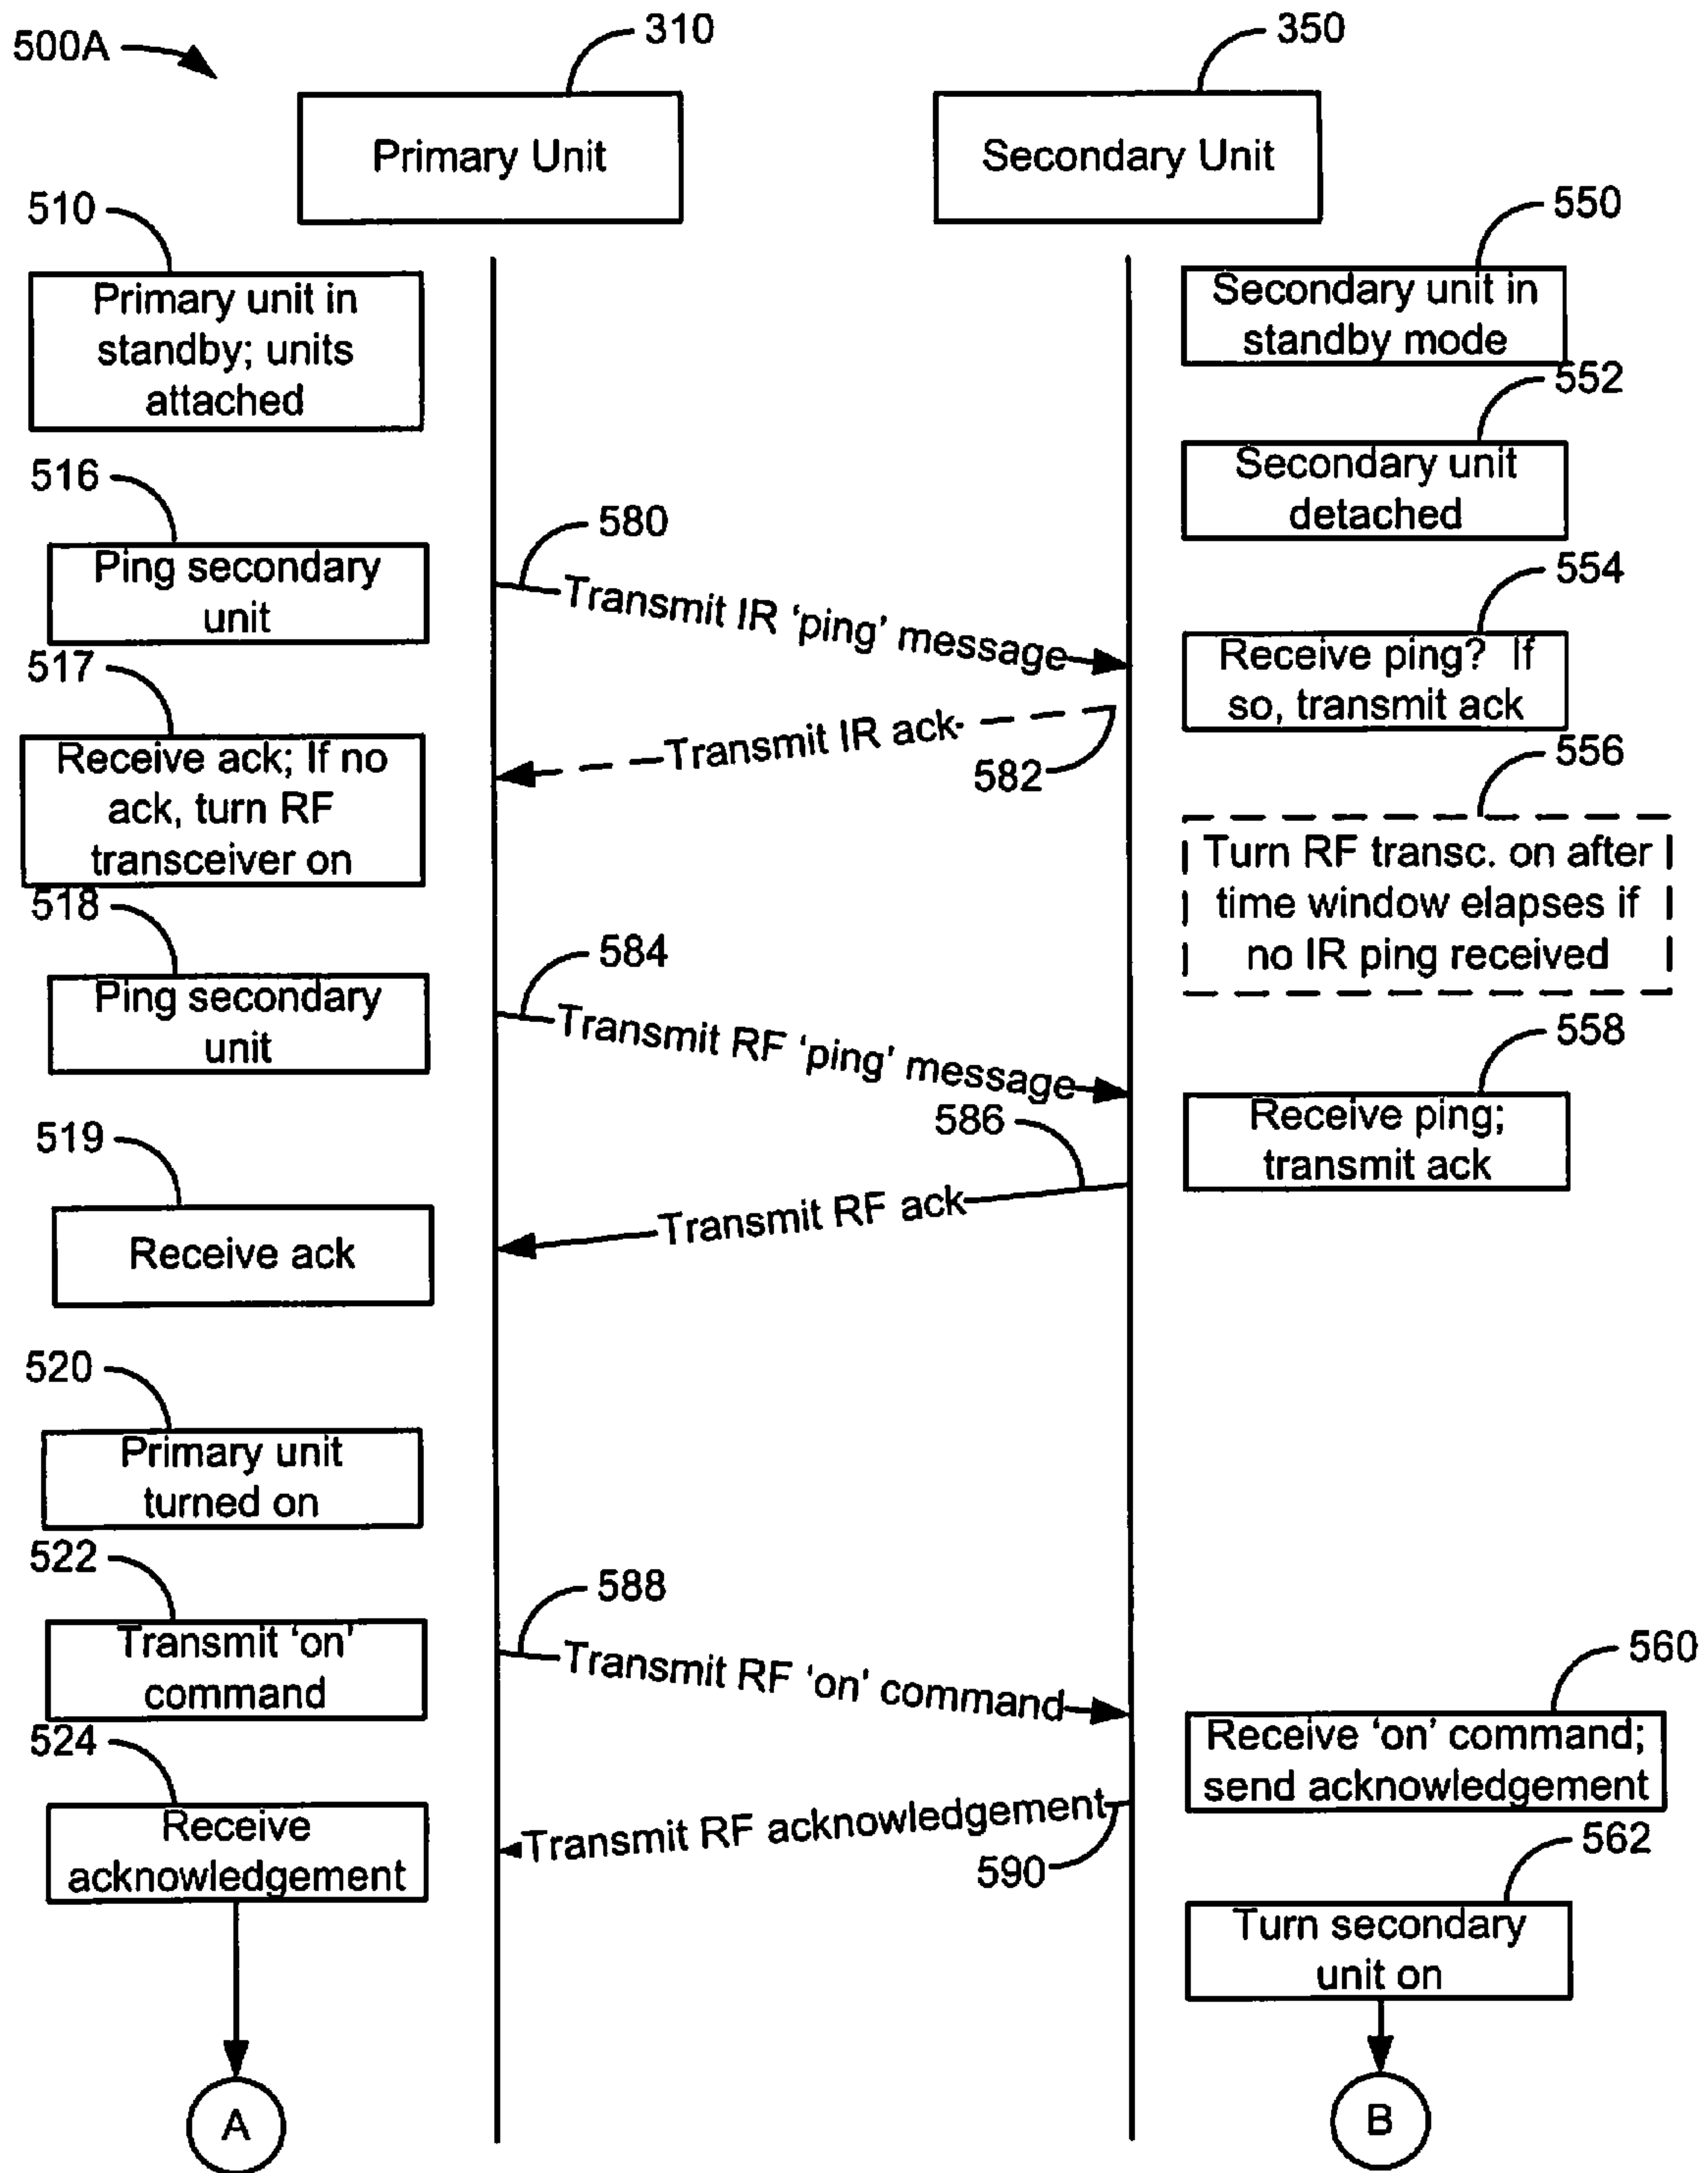 500A
310
350
Primary Unit
Secondary Unit
510
550
Primary unit in
standby; units
attached
Secondary unit in
standby mode
552
Secondary unit
detached
516
580
Ping secondary
unit
Transmit IR 'ping' message
554
Receive ping? If
so, transmit ack
517
Receive ack; If no
ack, turn RF
transceiver on
Transmit IR ack
582
556
Turn RF transc. on after
time window elapses if
no IR ping received
518
584
Ping secondary
unit
Transmit RF 'ping' message
558
Receive ping;
transmit ack
586
519
Transmit RF ack
Receive ack
520
Primary unit
turned on
522
588
Transmit 'on'
command
Transmit RF 'on' command
560
Receive 'on' command;
send acknowledgement
524
Receive
acknowledgement
Transmit RF acknowledgement
590
562
Turn secondary
unit on
A
B